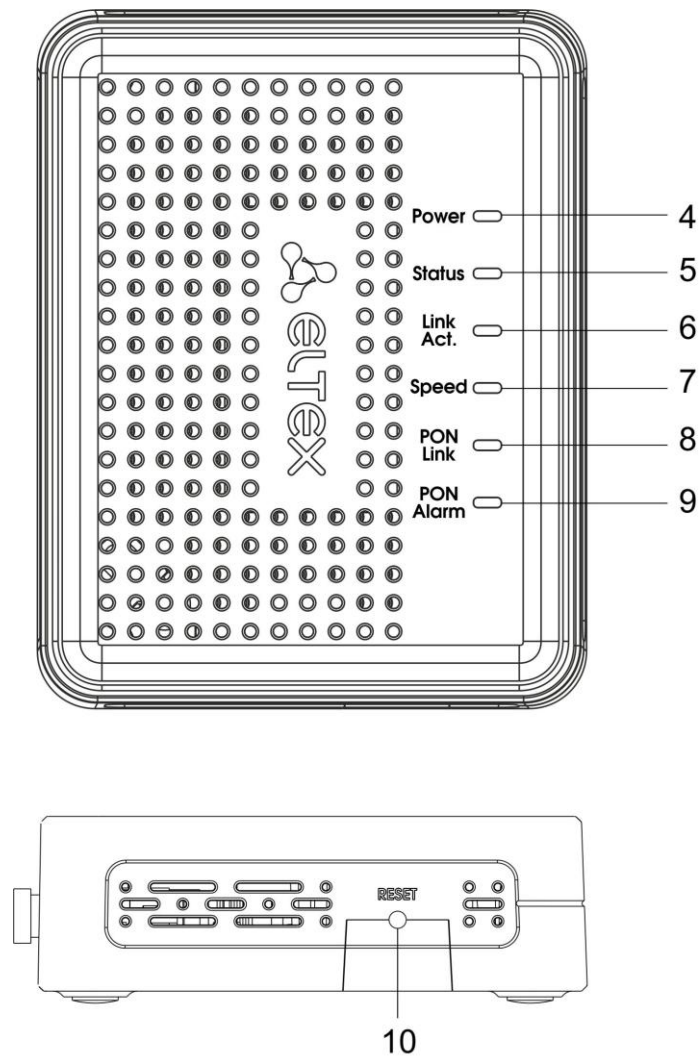 Power
4
Status
5
Link
Act.
6
ELTEX
Speed
7
PON
Link
8
PON
Alarm
9
RESET
10